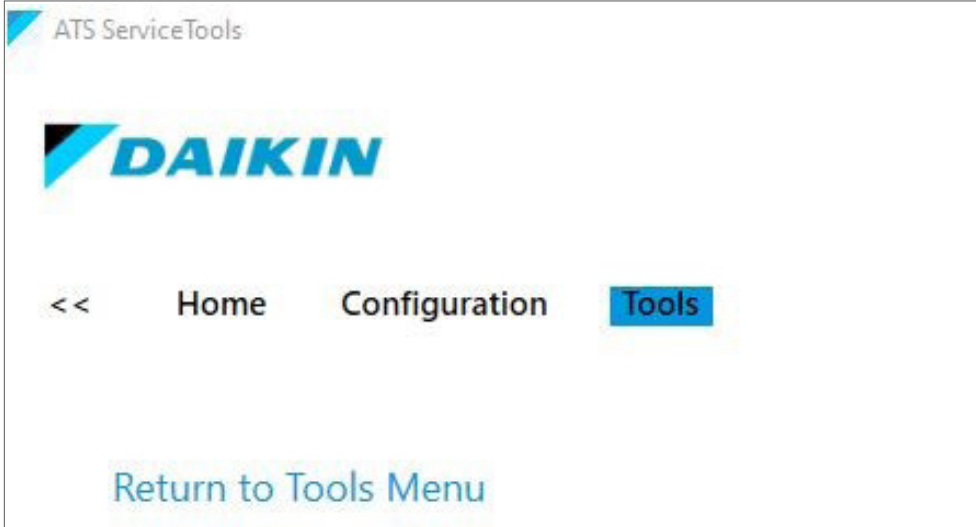 ATS ServiceTools
DAIKIN
<< Home Configuration Tools
Return to Tools Menu